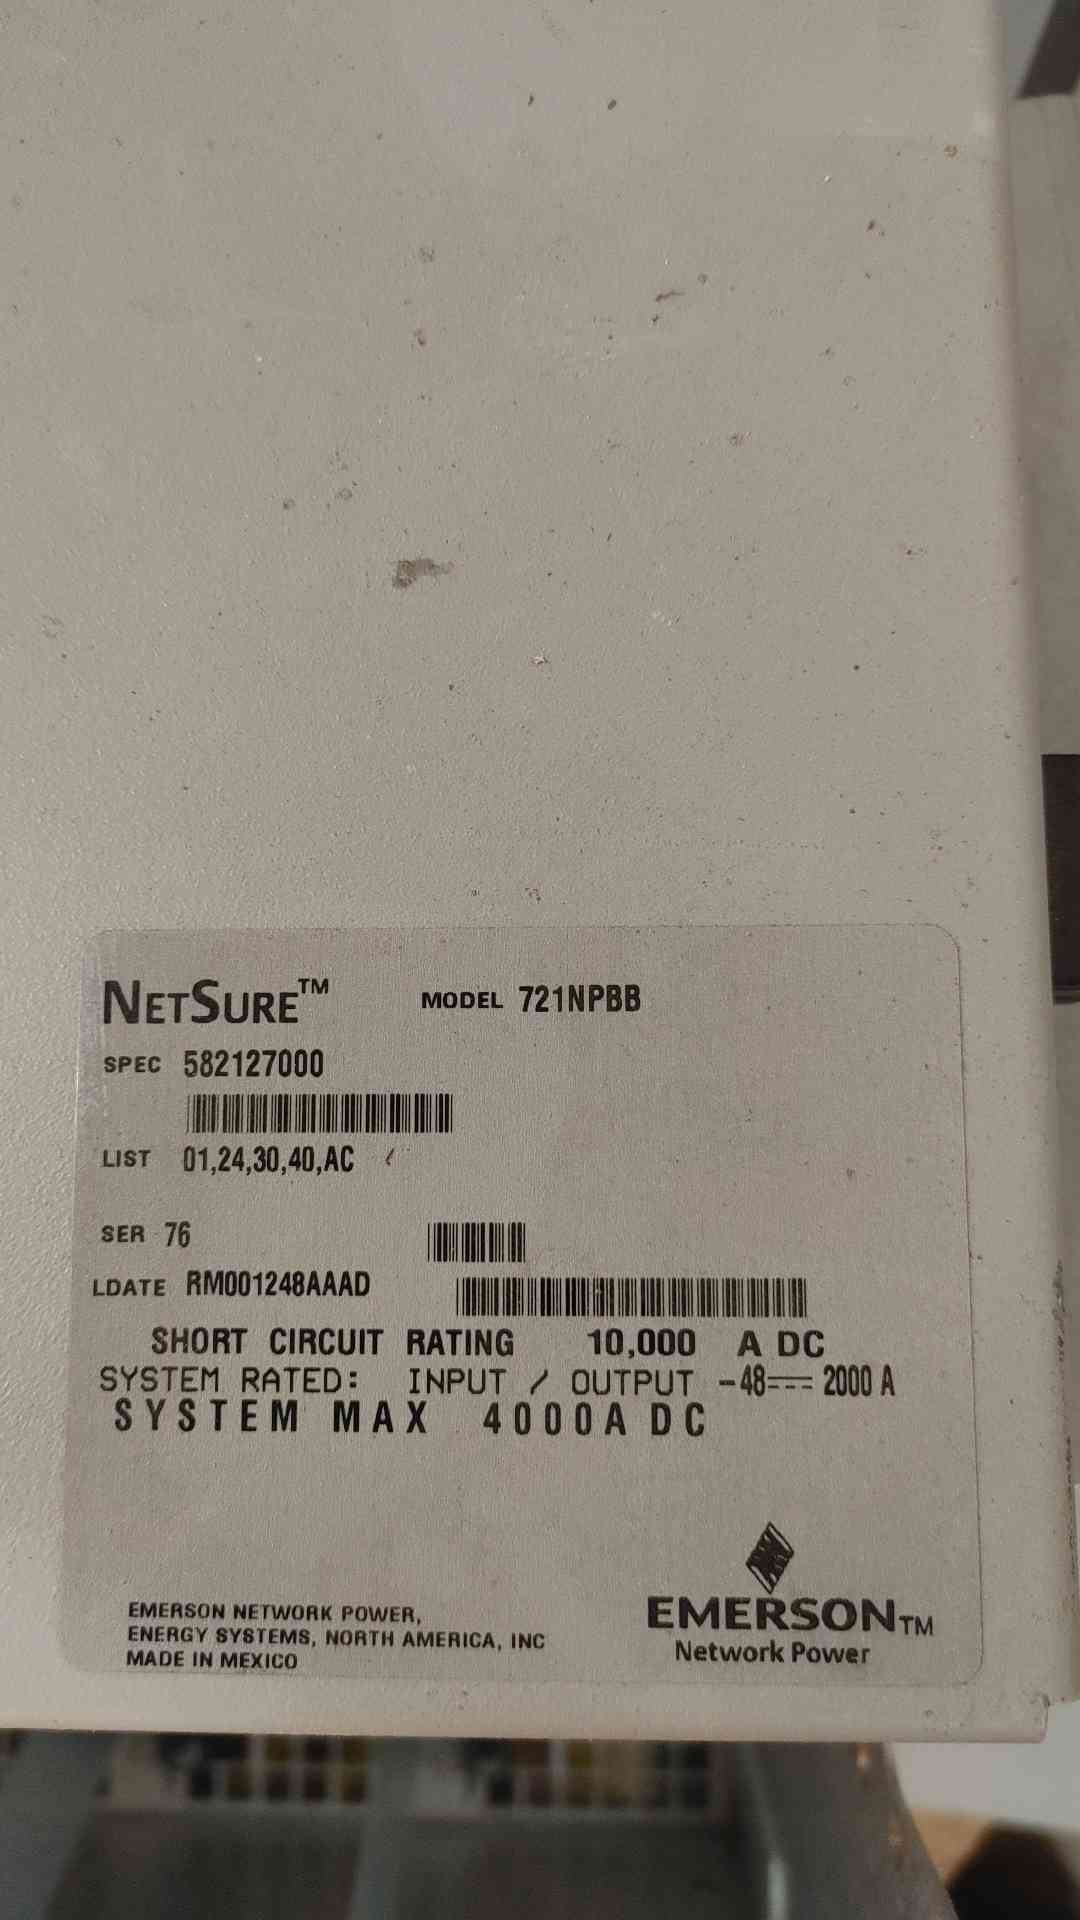 NETSURE™ MODEL 721NPBB
SPEC 582127000
LIST 01,24,30,40,AC
SER 76
LDATE RM001248AAAD
SHORT CIRCUIT RATING 10,000 A DC
SYSTEM RATED: INPUT / OUTPUT -48⎓ 2000 A
SYSTEM MAX 4000A DC
EMERSON NETWORK POWER,
ENERGY SYSTEMS, NORTH AMERICA, INC
MADE IN MEXICO
EMERSON™
Network Power